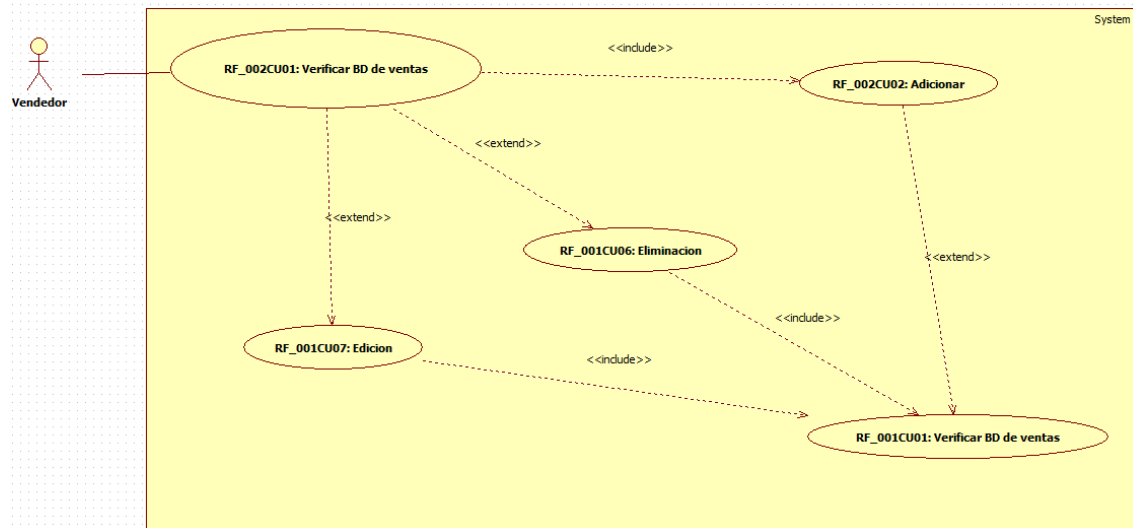 System
Vendedor
RF_002CU01: Verificar BD de ventas
<<include>>
RF_002CU02: Adicionar
<<extend>>
<<extend>>
RF_001CU06: Eliminacion
<<extend>>
<<include>>
RF_001CU07: Edicion
<<include>>
RF_001CU01: Verificar BD de ventas